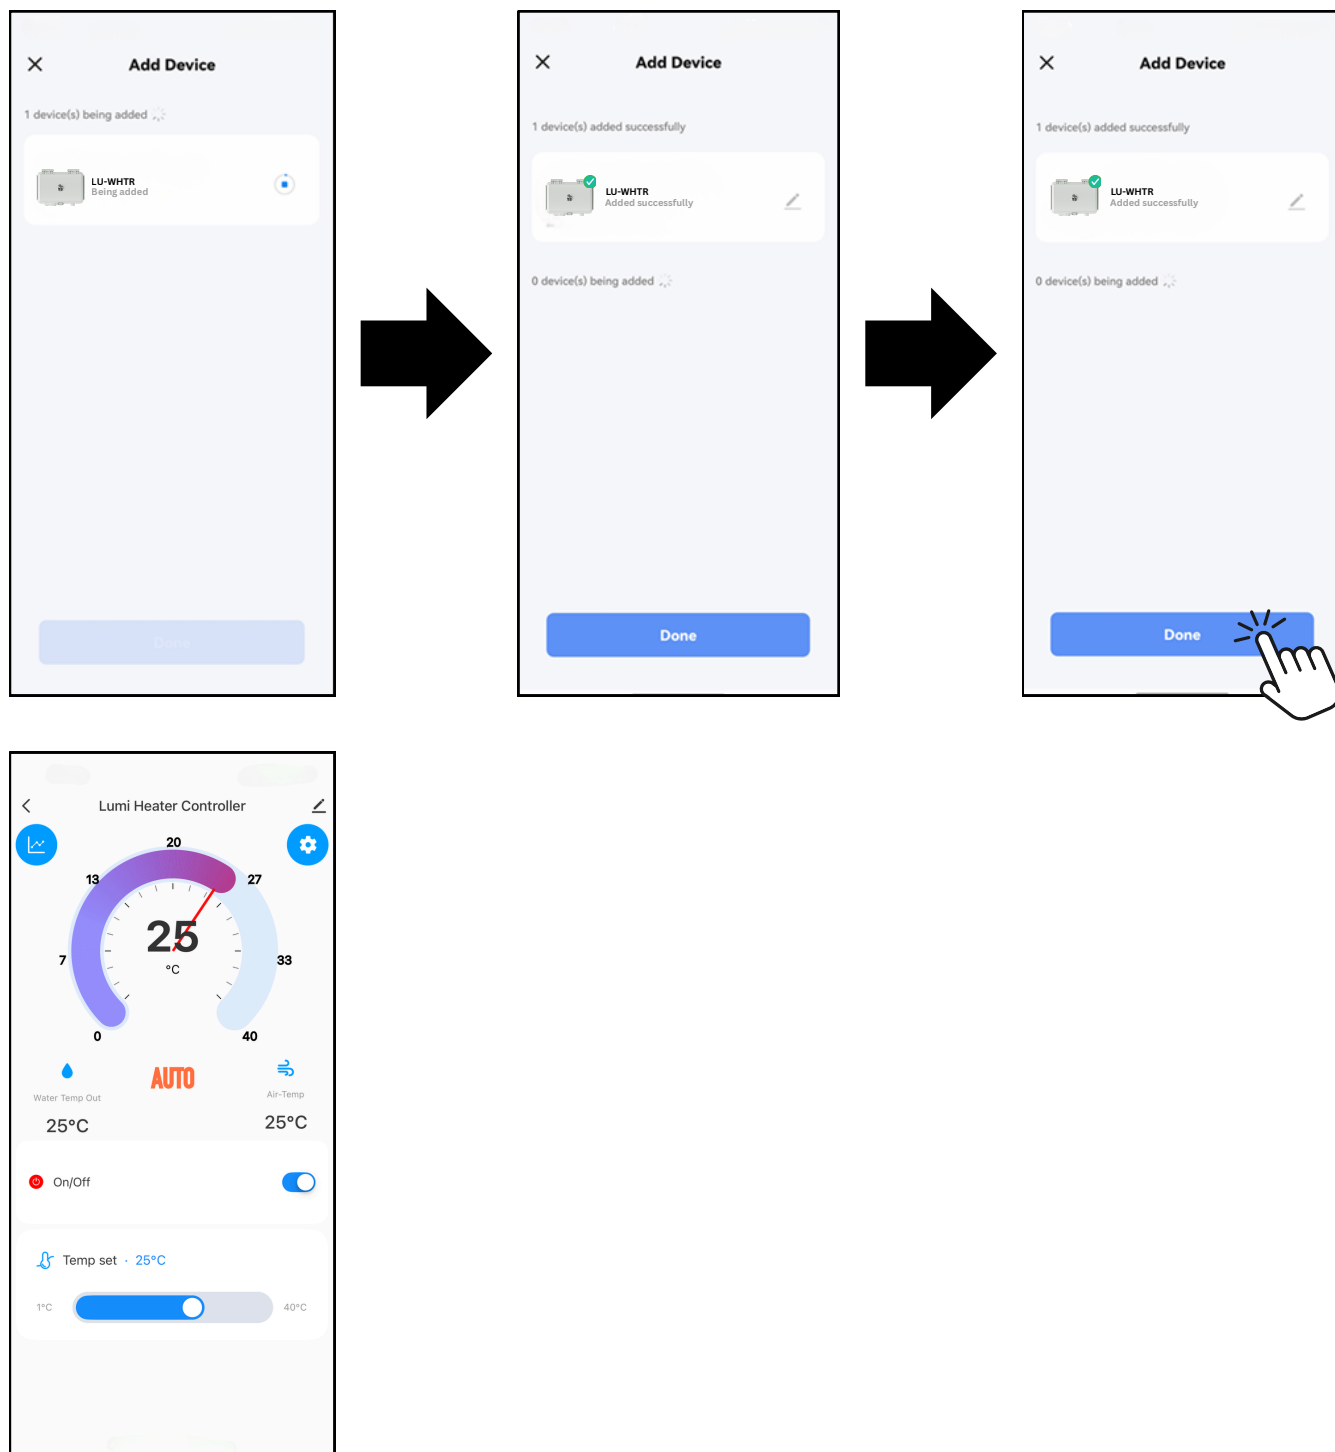 Add Device
1 device(s) being added
LU-WHTR
Being added
Done
Add Device
1 device(s) added successfully
LU-WHTR
Added successfully
0 device(s) being added
Done
Add Device
1 device(s) added successfully
LU-WHTR
Added successfully
0 device(s) being added
Done
Lumi Heater Controller
20
13
27
25
°C
7
33
0
40
AUTO
Water Temp Out
Air-Temp
25°C
25°C
On/Off
Temp set · 25°C
1°C
40°C